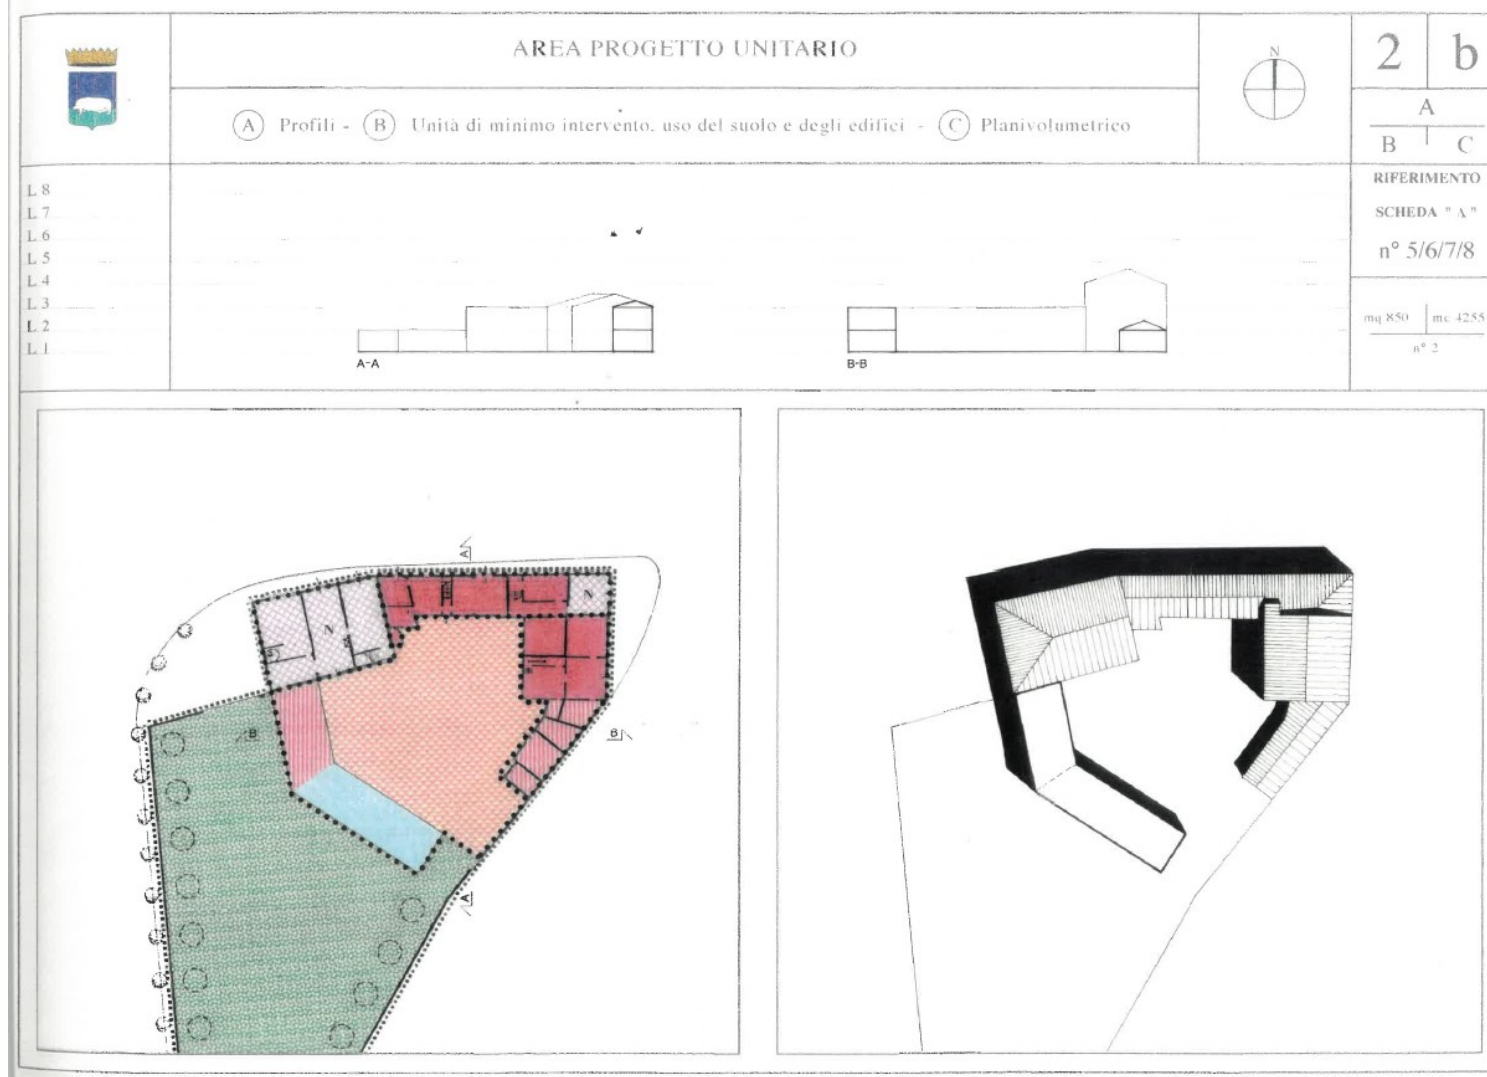 AREA PROGETTO UNITARIO
A Profili - B Unità di minimo intervento, uso del suolo e degli edifici - C Planivolumetrico
N
2 b
A
B C
RIFERIMENTO
SCHEDA " A "
n° 5/6/7/8
mq 850 mc 4255
n° 2
L 8
L 7
L 6
L 5
L 4
L 3
L 2
L 1
A-A
B-B
A
N
N
B
B
A